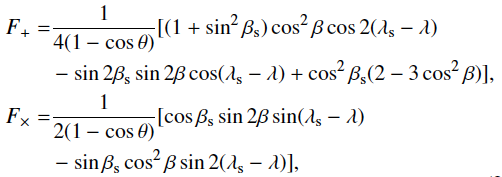 F₊ = 1/(4(1 − cos θ)) [(1 + sin² βₛ) cos² β cos 2(λₛ − λ)
− sin 2βₛ sin 2β cos(λₛ − λ) + cos² βₛ(2 − 3 cos² β)],
F× = 1/(2(1 − cos θ)) [cos βₛ sin 2β sin(λₛ − λ)
− sin βₛ cos² β sin 2(λₛ − λ)],